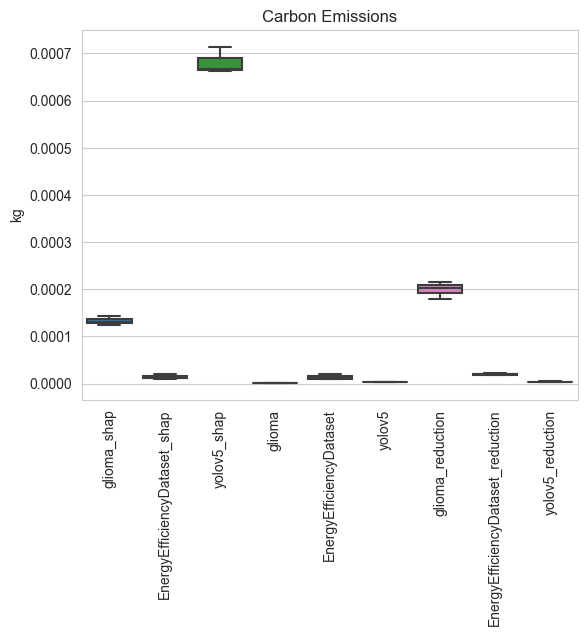 Carbon Emissions
kg
0.0007
0.0006
0.0005
0.0004
0.0003
0.0002
0.0001
0.0000
glioma_shap
EnergyEfficiencyDataset_shap
yolov5_shap
glioma
EnergyEfficiencyDataset
yolov5
glioma_reduction
EnergyEfficiencyDataset_reduction
yolov5_reduction